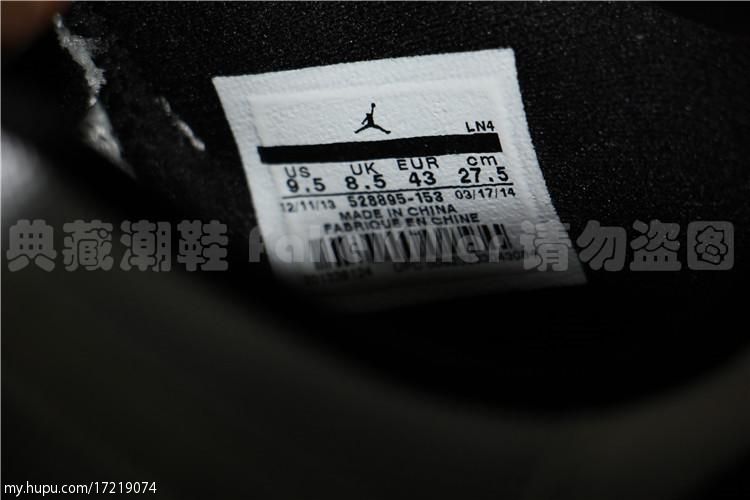 LN4
US UK EUR cm
9.5 8.5 43 27.5
12/11/13 528895-153 03/17/14
MADE IN CHINA
FABRIQUE EN CHINE
典藏潮鞋 Fakekiller 请勿盗图
my.hupu.com/17219074